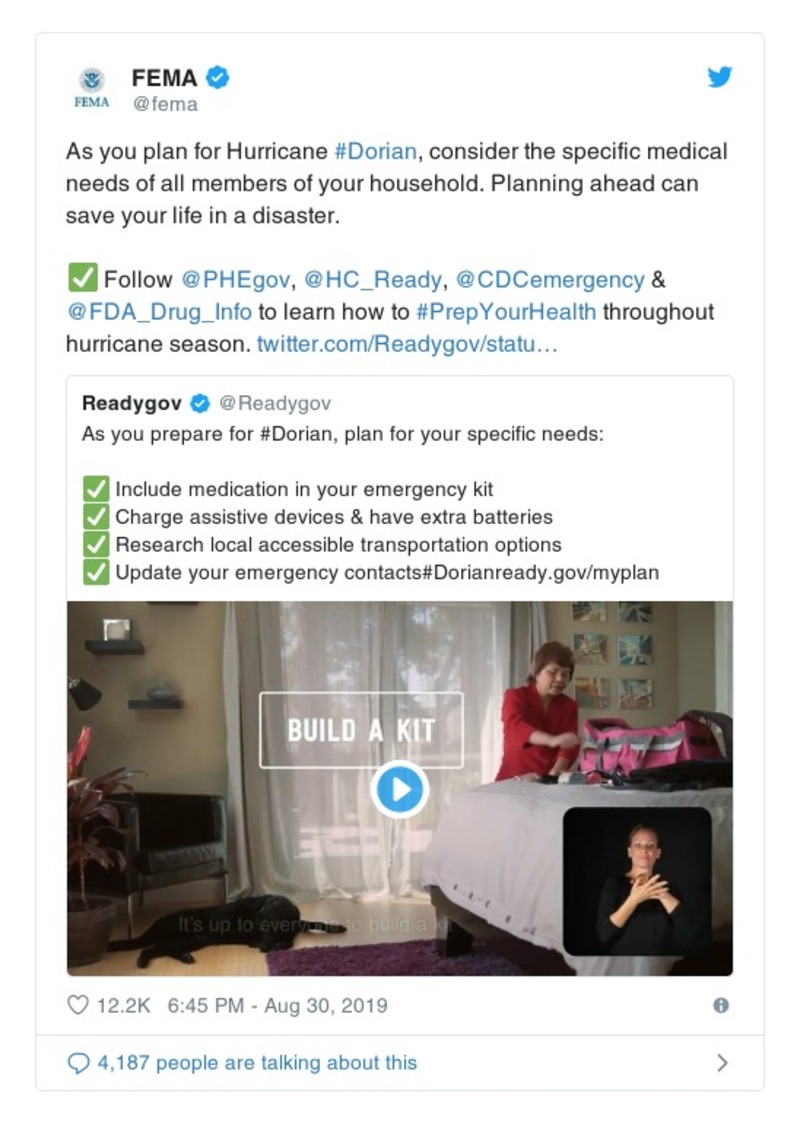 FEMA
FEMA
@fema
As you plan for Hurricane #Dorian, consider the specific medical
needs of all members of your household. Planning ahead can
save your life in a disaster.
✅ Follow @PHEgov, @HC_Ready, @CDCemergency &
@FDA_Drug_Info to learn how to #PrepYourHealth throughout
hurricane season. twitter.com/Readygov/statu…
Readygov @Readygov
As you prepare for #Dorian, plan for your specific needs:
✅ Include medication in your emergency kit
✅ Charge assistive devices & have extra batteries
✅ Research local accessible transportation options
✅ Update your emergency contacts#Dorianready.gov/myplan
BUILD A KIT
It's up to everyone to build a kit
12.2K 6:45 PM - Aug 30, 2019
4,187 people are talking about this